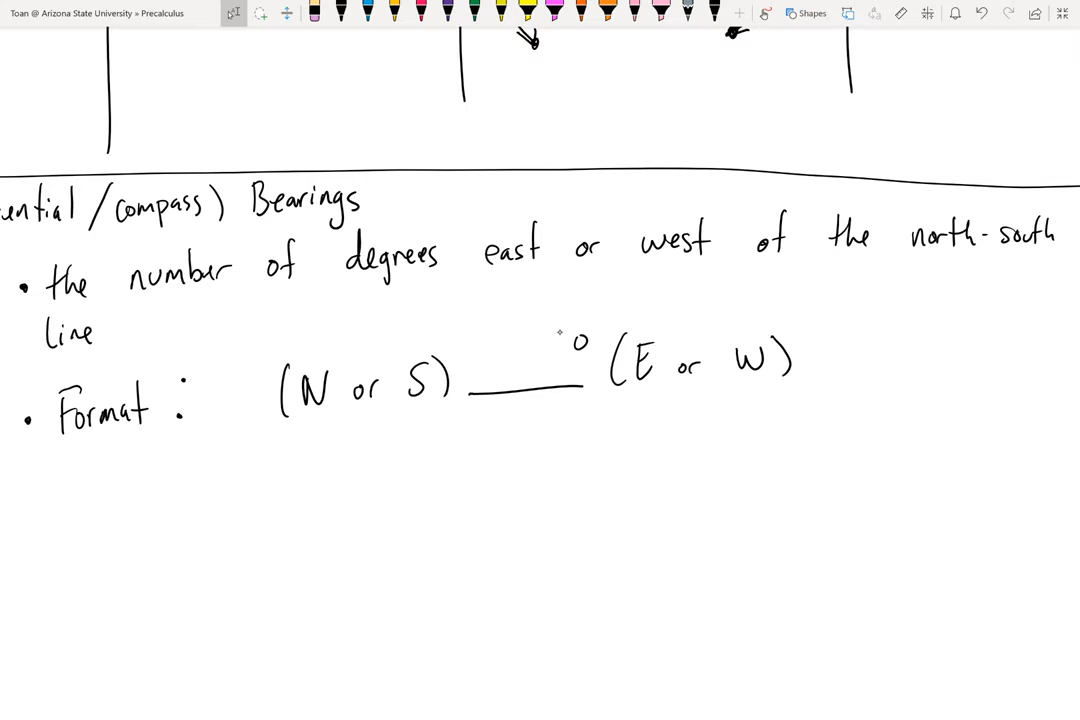 Toan @ Arizona State University » Precalculus
Shapes
ential / compass) Bearings
• the number of degrees east or west of the north-south
line
• Format: (N or S) ____° (E or W)